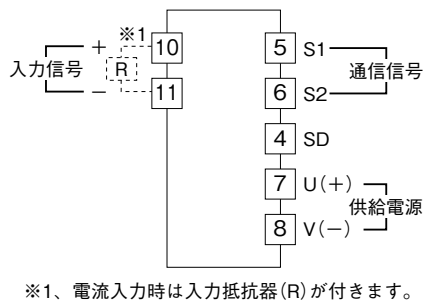 ※1
+ 10 5 S1
入力信号 R 通信信号
− 11 6 S2
4 SD
7 U(+)
供給電源
8 V(−)
※1、電流入力時は入力抵抗器(R)が付きます。